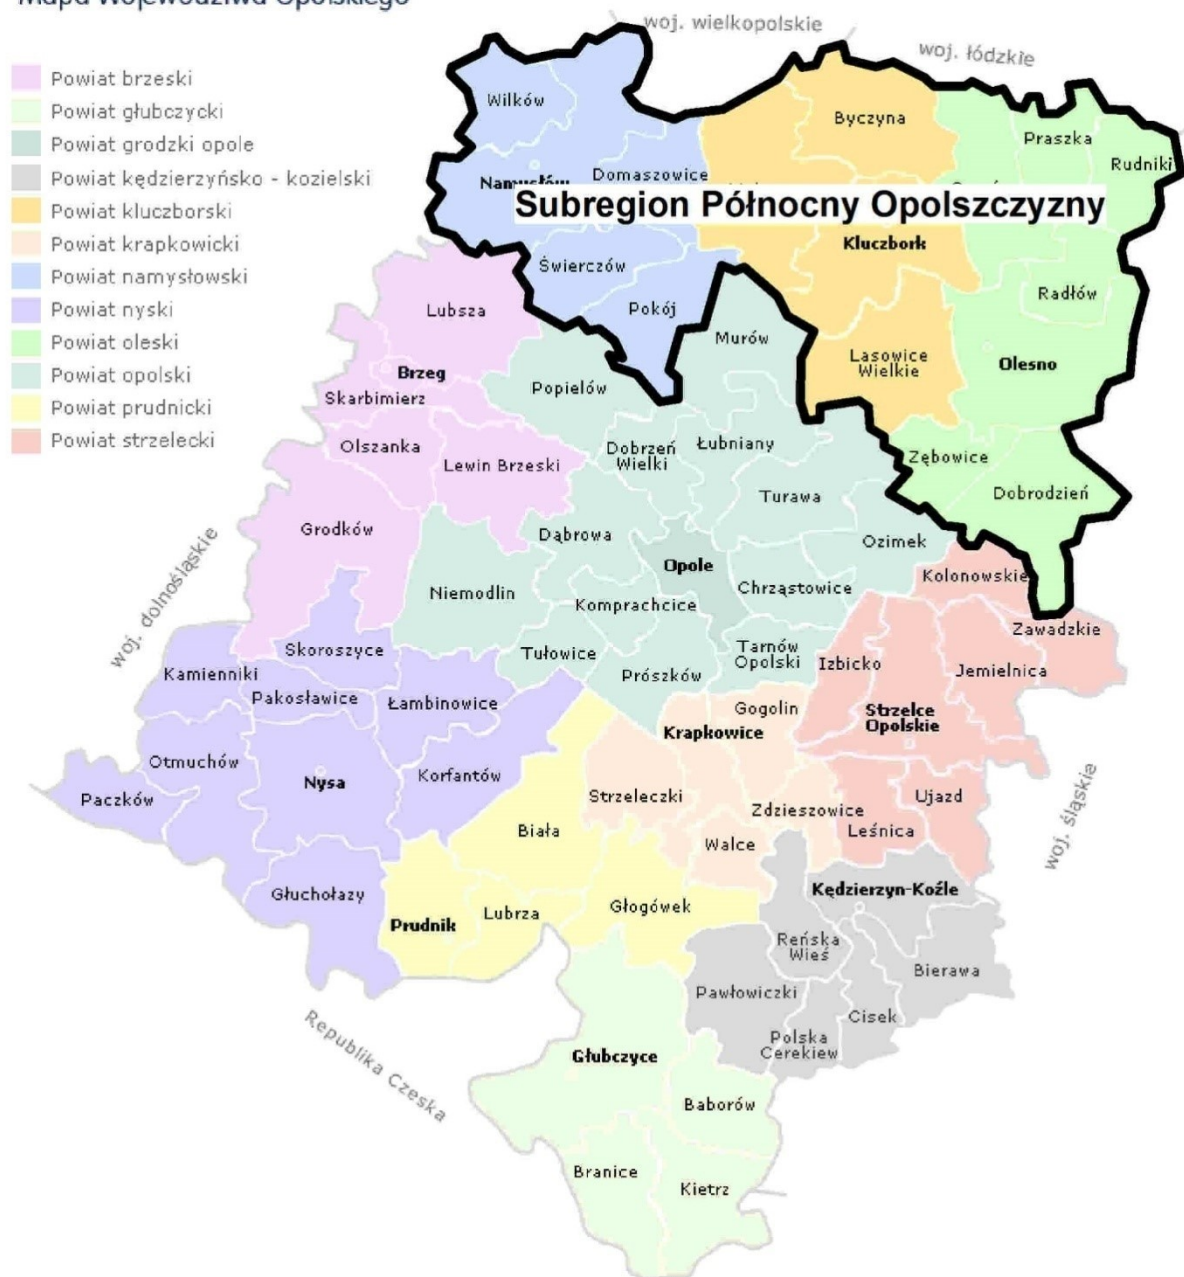 Mapa Województwa Opolskiego
woj. wielkopolskie
woj. łódzkie
Powiat brzeski
Powiat głubczycki
Powiat grodzki opole
Powiat kędzierzyńsko - kozielski
Powiat kluczborski
Powiat krapkowicki
Powiat namysłowski
Powiat nyski
Powiat oleski
Powiat opolski
Powiat prudnicki
Powiat strzelecki
Wilków
Byczyna
Praszka
Rudniki
Domaszowice
Namysłów
Subregion Północny Opolszczyzny
Kluczbork
Świerczów
Pokój
Radłów
Lubsza
Murów
Lasowice
Wielkie
Olesno
Brzeg
Popielów
Skarbimierz
Olszanka
Lewin Brzeski
Dobrzeń
Wielki
Łubniany
Zębowice
Turawa
Dobrodzień
Grodków
Dąbrowa
Ozimek
woj. dolnośląskie
Opole
Niemodlin
Chrząstowice
Kolonowskie
Komprachcice
Zawadzkie
Skoroszyce
Tułowice
Tarnów
Opolski
Izbicko
Jemielnica
Kamienniki
Prószków
Pakosławice
Łambinowice
Gogolin
Strzelce
Opolskie
Krapkowice
Otmuchów
Nysa
Korfantów
Paczków
Strzeleczki
Zdzieszowice
Ujazd
woj. śląskie
Biała
Walce
Leśnica
Głuchołazy
Kędzierzyn-Koźle
Prudnik
Lubrza
Głogówek
Reńska
Wieś
Bierawa
Pawłowiczki
Cisek
Republika Czeska
Polska
Cerekiew
Głubczyce
Baborów
Branice
Kietrz